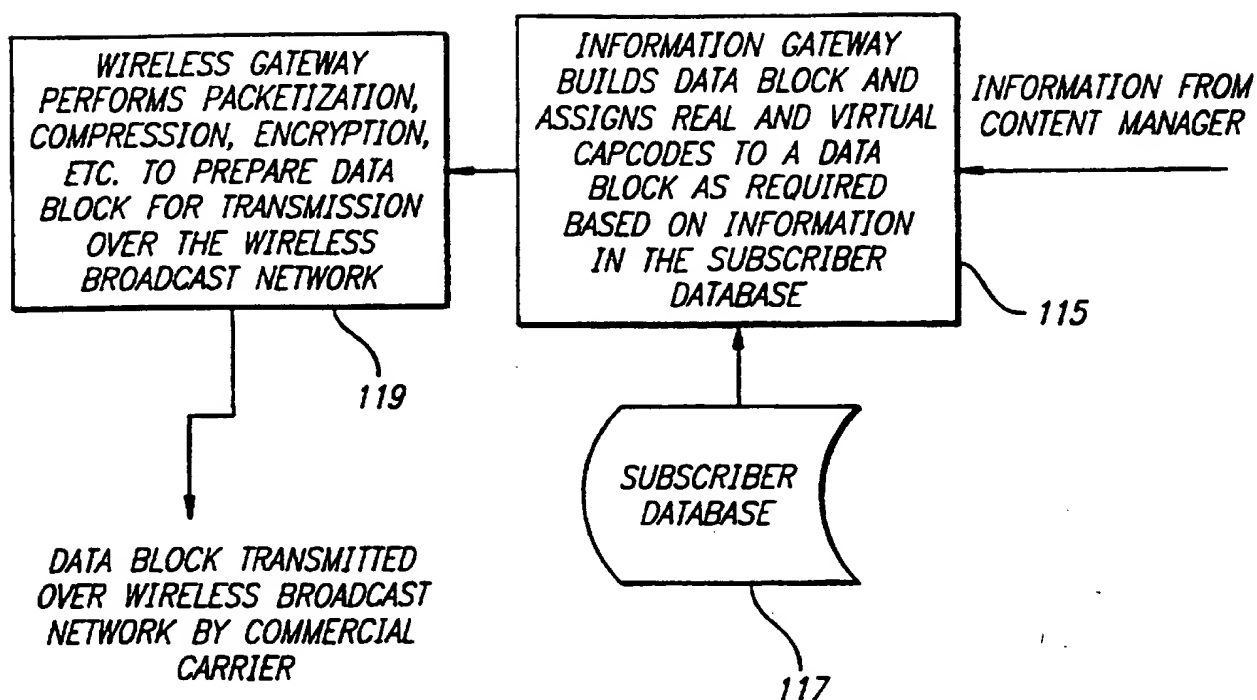 WIRELESS GATEWAY
PERFORMS PACKETIZATION,
COMPRESSION, ENCRYPTION,
ETC. TO PREPARE DATA
BLOCK FOR TRANSMISSION
OVER THE WIRELESS
BROADCAST NETWORK
119
INFORMATION GATEWAY
BUILDS DATA BLOCK AND
ASSIGNS REAL AND VIRTUAL
CAPCODES TO A DATA
BLOCK AS REQUIRED
BASED ON INFORMATION
IN THE SUBSCRIBER
DATABASE
115
INFORMATION FROM
CONTENT MANAGER
SUBSCRIBER
DATABASE
117
DATA BLOCK TRANSMITTED
OVER WIRELESS BROADCAST
NETWORK BY COMMERCIAL
CARRIER